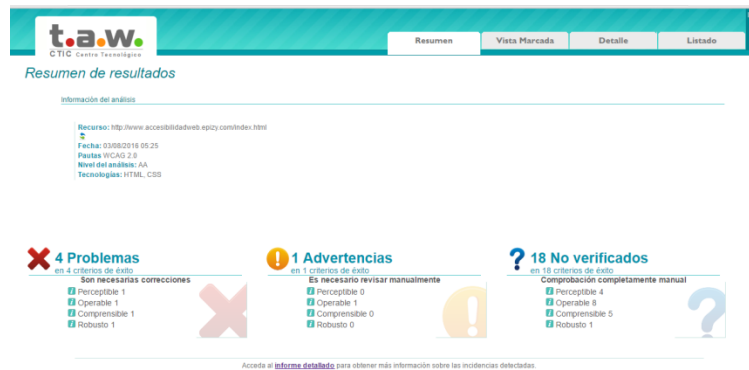 t.a.w.
CTIC Centro Tecnológico
Resumen
Vista Marcada
Detalle
Listado
Resumen de resultados
Información del análisis
Recurso: http://www.accesibilidadweb.epizy.com/index.html
Fecha: 03/08/2016 05:25
Pautas WCAG 2.0
Nivel del análisis: AA
Tecnologías: HTML, CSS
4 Problemas
en 4 criterios de éxito
Son necesarias correcciones
Perceptible 1
Operable 1
Comprensible 1
Robusto 1
1 Advertencias
en 1 criterios de éxito
Es necesario revisar manualmente
Perceptible 0
Operable 1
Comprensible 0
Robusto 0
18 No verificados
en 18 criterios de éxito
Comprobación completamente manual
Perceptible 4
Operable 8
Comprensible 5
Robusto 1
Acceda al informe detallado para obtener más información sobre las incidencias detectadas.